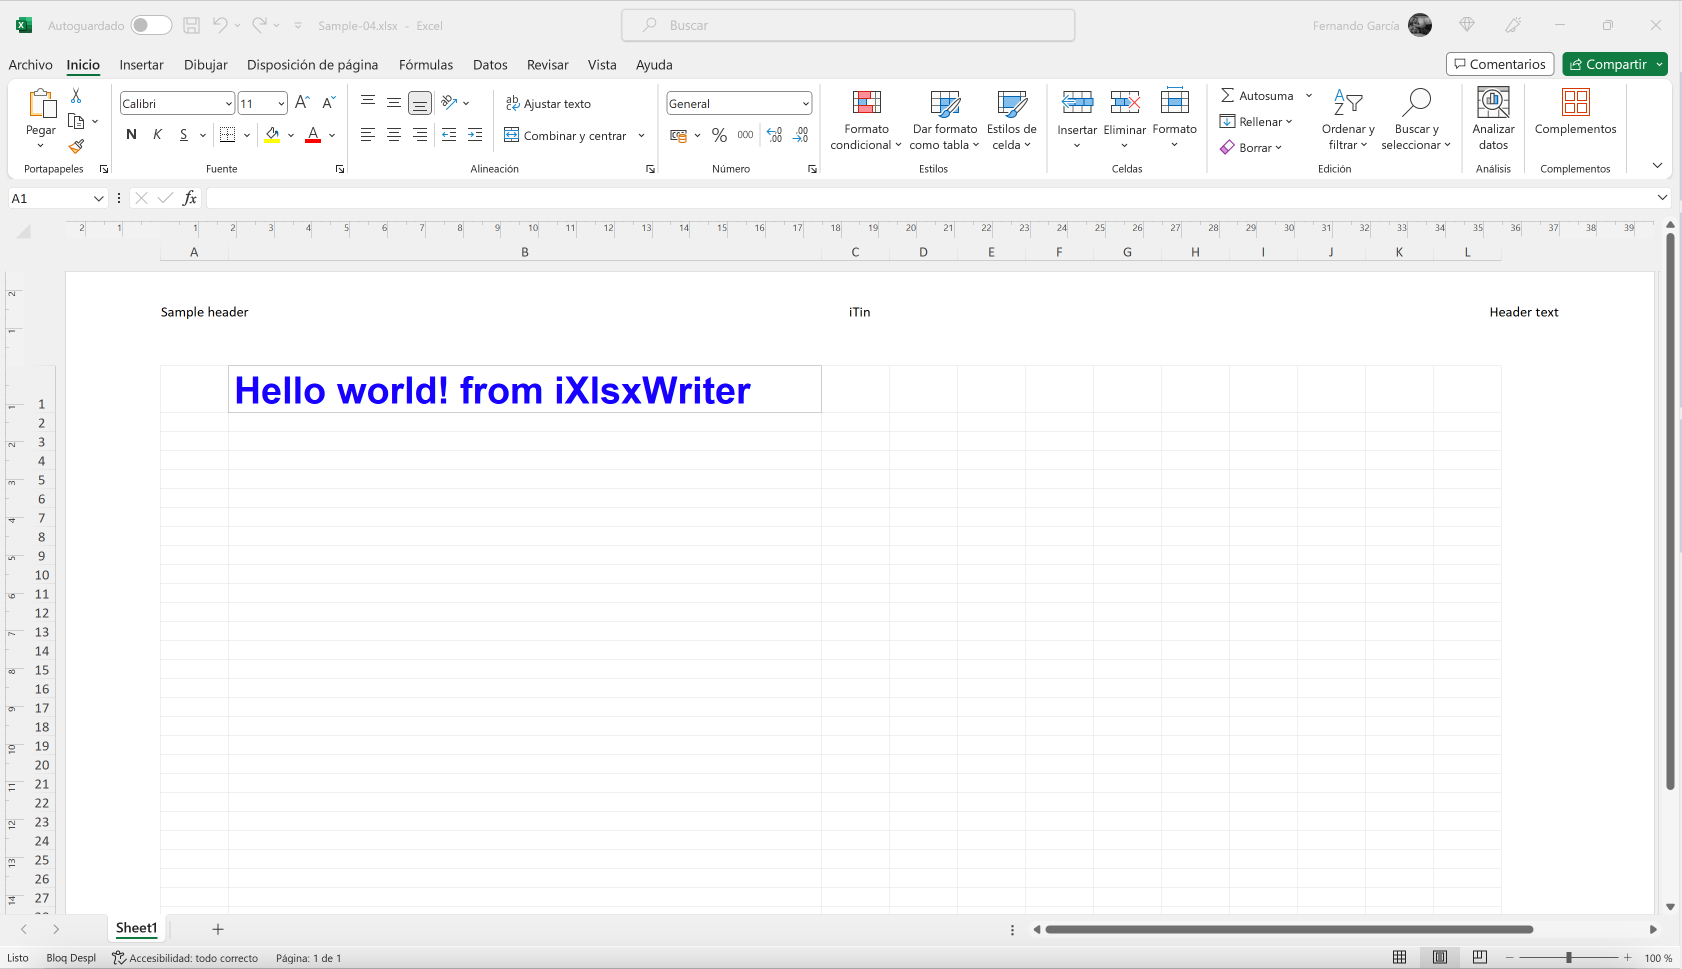 Autoguardado Sample-04.xlsx - Excel Buscar Fernando García
Archivo Inicio Insertar Dibujar Disposición de página Fórmulas Datos Revisar Vista Ayuda Comentarios Compartir
Pegar
Portapapeles
Calibri 11
N K S
Fuente
Ajustar texto
Combinar y centrar
Alineación
General
% 000
Número
Formato condicional
Dar formato como tabla
Estilos de celda
Estilos
Insertar Eliminar Formato
Celdas
Autosuma
Rellenar
Borrar
Ordenar y filtrar
Buscar y seleccionar
Edición
Analizar datos
Análisis
Complementos
Complementos
A1 fx
2 1 1 2 3 4 5 6 7 8 9 10 11 12 13 14 15 16 17 18 19 20 21 22 23 24 25 26 27 28 29 30 31 32 33 34 35 36 37 38 39
A B C D E F G H I J K L
Sample header iTin Header text
1 Hello world! from iXlsxWriter
2
3
4
5
6
7
8
9
10
11
12
13
14
15
16
17
18
19
20
21
22
23
24
25
26
27
Sheet1
Listo Bloq Despl Accesibilidad: todo correcto Página: 1 de 1 100 %